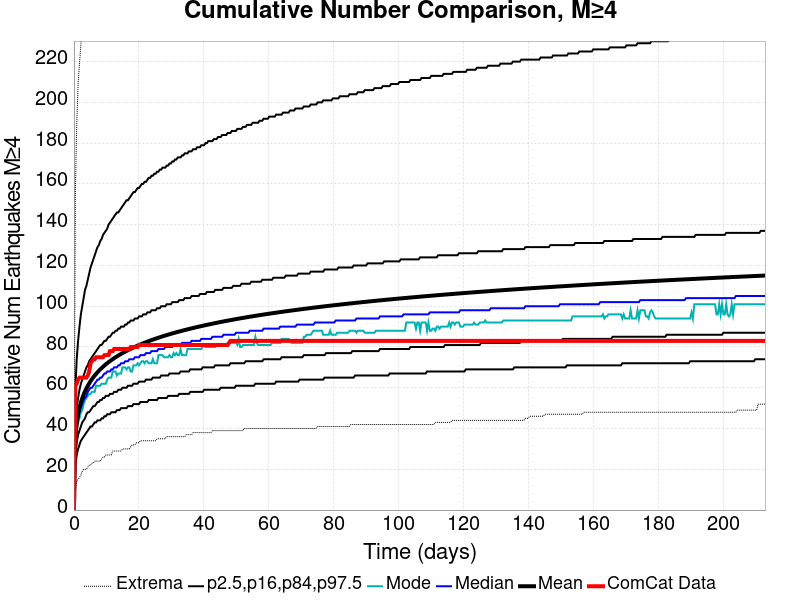 Cumulative Number Comparison, M≥4
Cumulative Num Earthquakes M≥4
220
200
180
160
140
120
100
80
60
40
20
0
0 20 40 60 80 100 120 140 160 180 200
Time (days)
Extrema p2.5,p16,p84,p97.5 Mode Median Mean ComCat Data